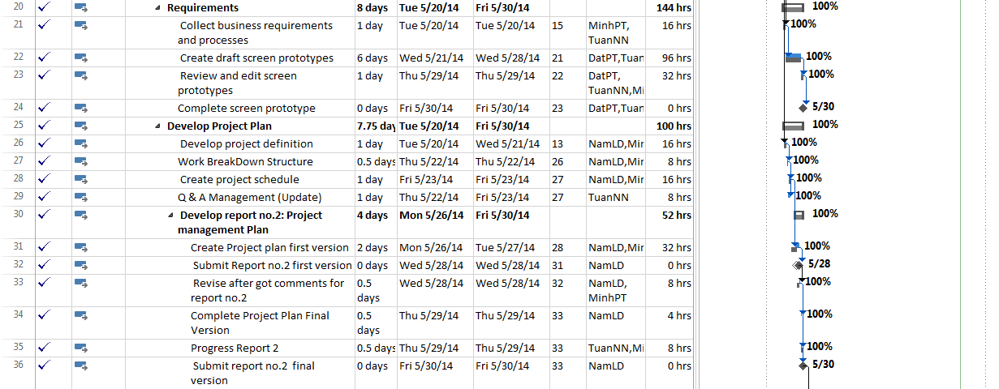 20 Requirements 8 days Tue 5/20/14 Fri 5/30/14 144 hrs 100%
21 Collect business requirements 1 day Tue 5/20/14 Tue 5/20/14 15 MinhPT, 16 hrs 100%
and processes TuanNN
22 Create draft screen prototypes 6 days Wed 5/21/14 Wed 5/28/14 21 DatPT,Tuan 96 hrs 100%
23 Review and edit screen 1 day Thu 5/29/14 Thu 5/29/14 22 DatPT, 32 hrs 100%
prototypes TuanNN,Mi
24 Complete screen prototype 0 days Fri 5/30/14 Fri 5/30/14 23 DatPT,Tuan 0 hrs 5/30
25 Develop Project Plan 7.75 day Tue 5/20/14 Fri 5/30/14 100 hrs 100%
26 Develop project definition 1 day Tue 5/20/14 Wed 5/21/14 13 NamLD,Mir 16 hrs 100%
27 Work BreakDown Structure 0.5 days Thu 5/22/14 Thu 5/22/14 26 NamLD,Mir 8 hrs 100%
28 Create project schedule 1 day Fri 5/23/14 Fri 5/23/14 27 NamLD,Mir 16 hrs 100%
29 Q & A Management (Update) 1 day Thu 5/22/14 Fri 5/23/14 27 TuanNN 8 hrs 100%
30 Develop report no.2: Project 4 days Mon 5/26/14 Fri 5/30/14 52 hrs 100%
management Plan
31 Create Project plan first version 2 days Mon 5/26/14 Tue 5/27/14 28 NamLD,Mir 32 hrs 100%
32 Submit Report no.2 first version 0 days Wed 5/28/14 Wed 5/28/14 31 NamLD 0 hrs 5/28
33 Revise after got comments for 0.5 Wed 5/28/14 Wed 5/28/14 32 NamLD, 8 hrs 100%
report no.2 days MinhPT
34 Complete Project Plan Final 0.5 Thu 5/29/14 Thu 5/29/14 33 NamLD 4 hrs 100%
Version days
35 Progress Report 2 0.5 days Thu 5/29/14 Thu 5/29/14 33 TuanNN,Mi 8 hrs 100%
36 Submit report no.2 final 0 days Fri 5/30/14 Fri 5/30/14 33 NamLD 0 hrs 5/30
version